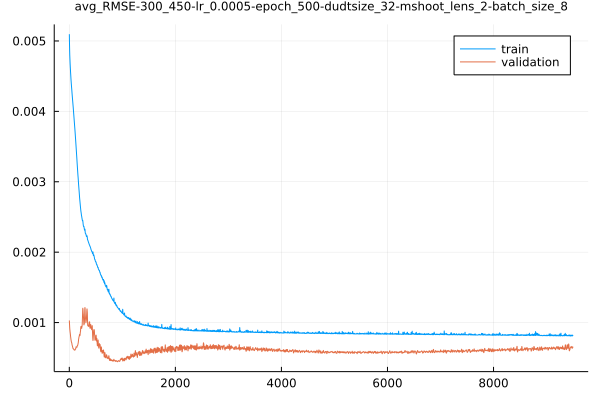 avg_RMSE-300_450-lr_0.0005-epoch_500-dudtsize_32-mshoot_lens_2-batch_size_8
0.005
train
validation
0.004
0.003
0.002
0.001
0 2000 4000 6000 8000